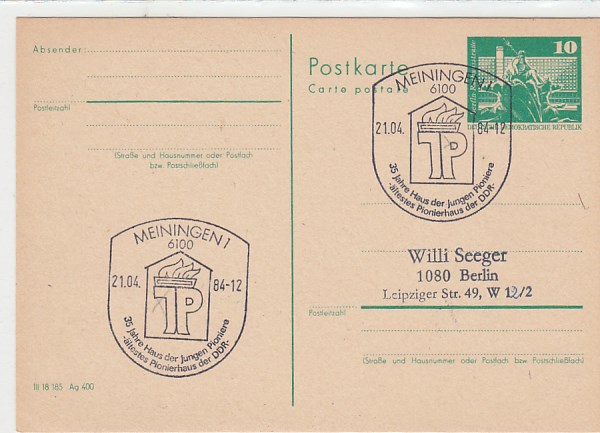 Absender
Postleitzahl
(Straße und Hausnummer oder Postfach
bzw. Postschließfach)
MEININGEN 1
6100
21.04.
84-12
JP
35 Jahre Haus der Jungen Pioniere
-ältestes Pionierhaus der DDR-
III 18 185 Ag 400
Postkarte
Carte postale
10
Berlin
DEUTSCHE DEMOKRATISCHE REPUBLIK
MEININGEN 1
6100
21.04.
84-12
JP
35 Jahre Haus der Jungen Pioniere
-ältestes Pionierhaus der DDR-
Willi Seeger
1080 Berlin
Leipziger Str. 49, W 12/2
Postleitzahl
(Straße und Hausnummer oder Postfach bzw. Postschließfach)